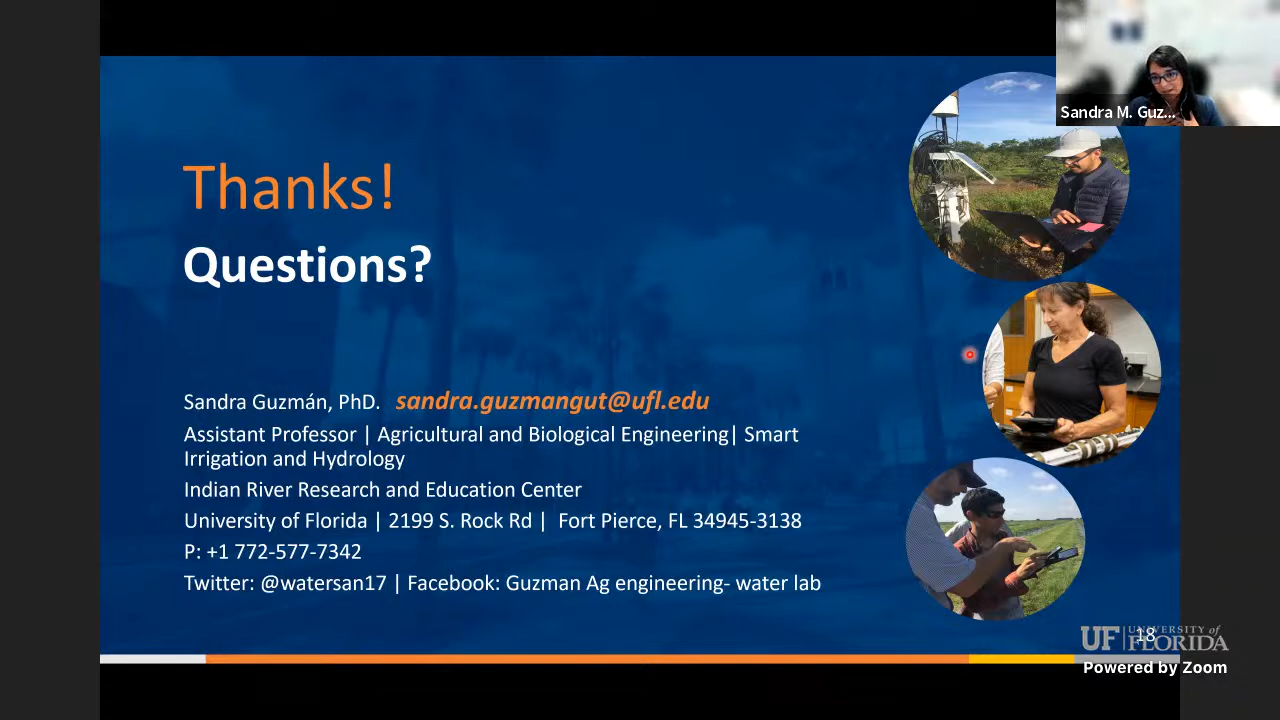 Sandra M. Guz...
Thanks!
Questions?
Sandra Guzmán, PhD. sandra.guzmangut@ufl.edu
Assistant Professor | Agricultural and Biological Engineering| Smart
Irrigation and Hydrology
Indian River Research and Education Center
University of Florida | 2199 S. Rock Rd | Fort Pierce, FL 34945-3138
P: +1 772-577-7342
Twitter: @watersan17 | Facebook: Guzman Ag engineering- water lab
18
UF | UNIVERSITY of
FLORIDA
Powered by Zoom